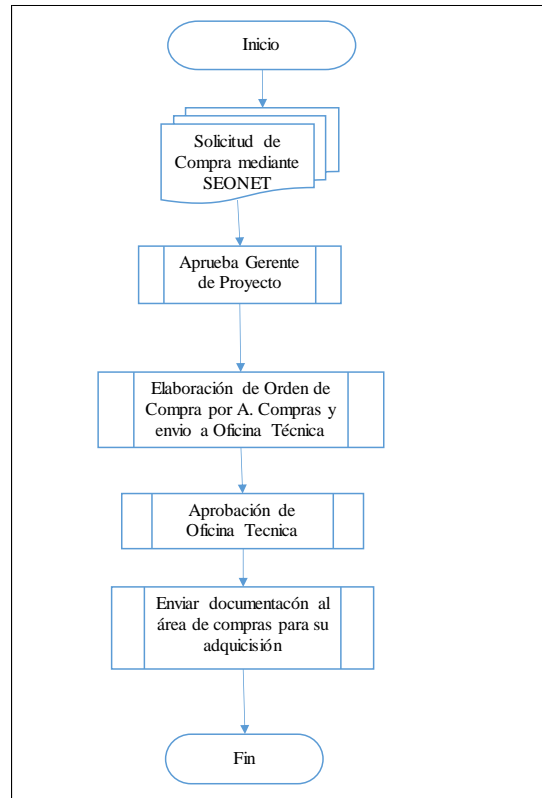 Inicio
Solicitud de
Compra mediante
SEONET
Aprueba Gerente
de Proyecto
Elaboración de Orden de
Compra por A. Compras y
envio a Oficina Técnica
Aprobación de
Oficina Tecnica
Enviar documentacón al
área de compras para su
adquicisión
Fin